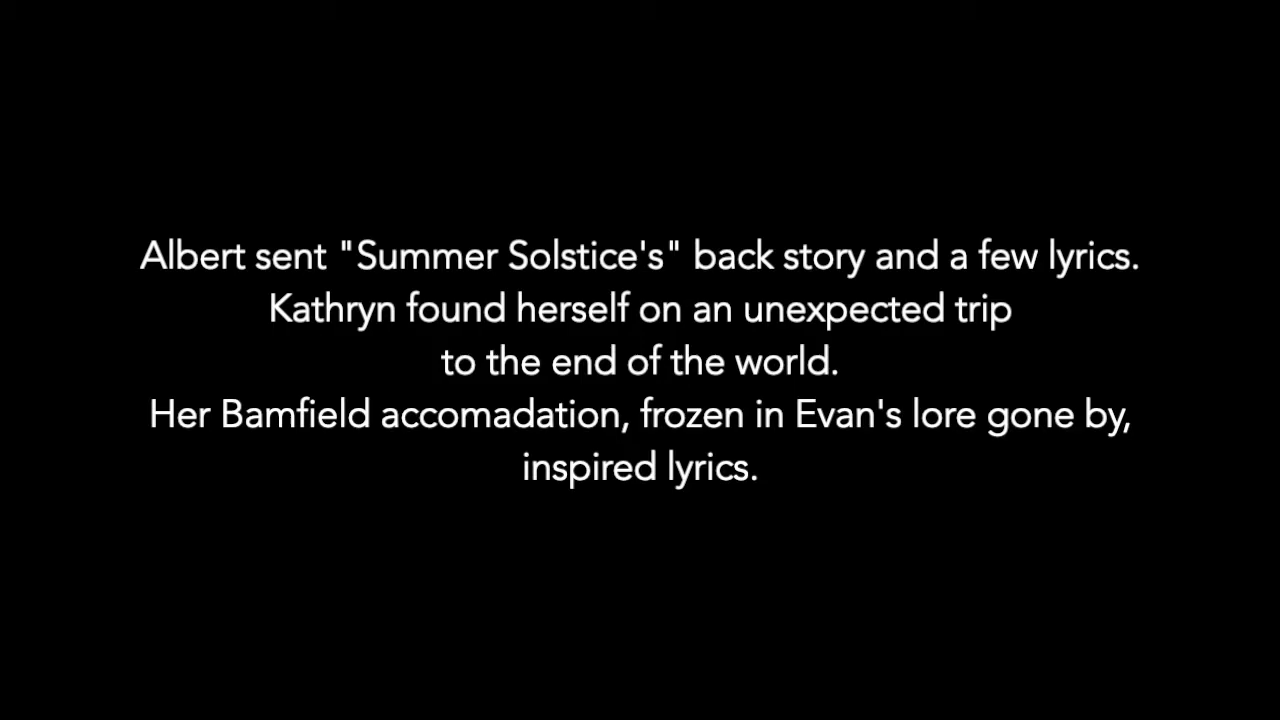 Albert sent "Summer Solstice's" back story and a few lyrics.
Kathryn found herself on an unexpected trip
to the end of the world.
Her Bamfield accomadation, frozen in Evan's lore gone by,
inspired lyrics.